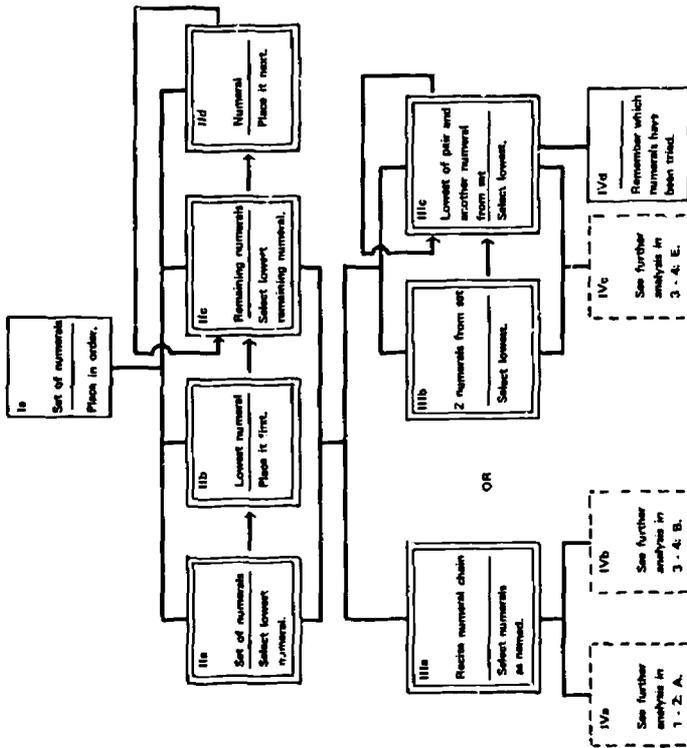 Ia
Set of numerals
Place in order.
IIa
Set of numerals
Select lowest
numeral.
IIb
Lowest numeral
Place it first.
IIc
Remaining numerals
Select lowest
remaining numeral.
IId
Numeral
Place it next.
IIIa
Recite numeral chain
Select numerals
as named.
OR
IIIb
2 numerals from set
Select lowest.
IIIc
Lowest of pair and
another numeral
from set
Select lowest.
IVa
See further
analysis in
1 - 2: A.
IVb
See further
analysis in
3 - 4: B.
IVc
See further
analysis in
3 - 4: E.
IVd
Remember which
numerals have
been tried.